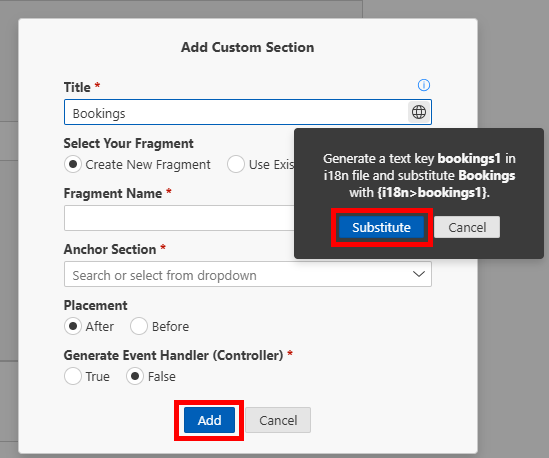 Add Custom Section
Title *
Bookings
Select Your Fragment
Create New Fragment
Use Exis
Generate a text key bookings1 in
i18n file and substitute Bookings
with {i18n>bookings1}.
Substitute
Cancel
Fragment Name *
Anchor Section *
Search or select from dropdown
Placement
After
Before
Generate Event Handler (Controller) *
True
False
Add
Cancel